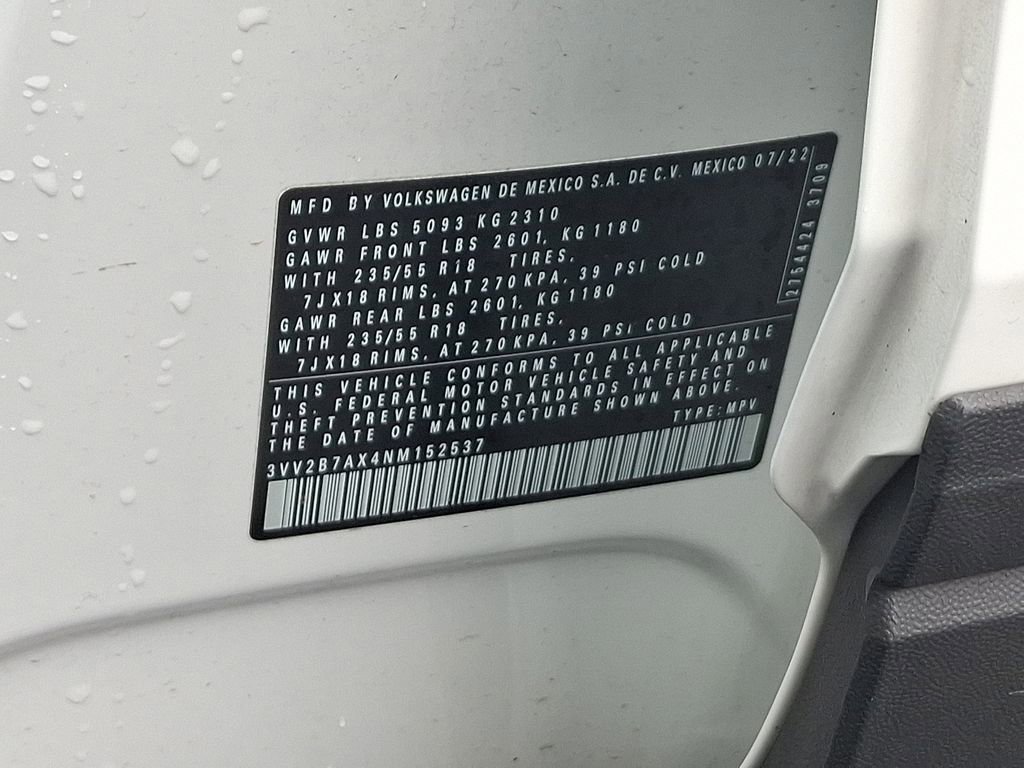 MFD BY VOLKSWAGEN DE MEXICO S.A. DE C.V. MEXICO 07/22
GVWR LBS 5093 KG 2310
GAWR FRONT LBS 2601, KG 1180
WITH 235/55 R18 TIRES,
7JX18 RIMS, AT 270 KPA, 39 PSI COLD
GAWR REAR LBS 2601, KG 1180
WITH 235/55 R18 TIRES,
7JX18 RIMS, AT 270 KPA, 39 PSI COLD
THIS VEHICLE CONFORMS TO ALL APPLICABLE
U.S. FEDERAL MOTOR VEHICLE SAFETY AND
THEFT PREVENTION STANDARDS IN EFFECT ON
THE DATE OF MANUFACTURE SHOWN ABOVE.
3VV2B7AX4NM152537 TYPE: MPV
2754424 3709